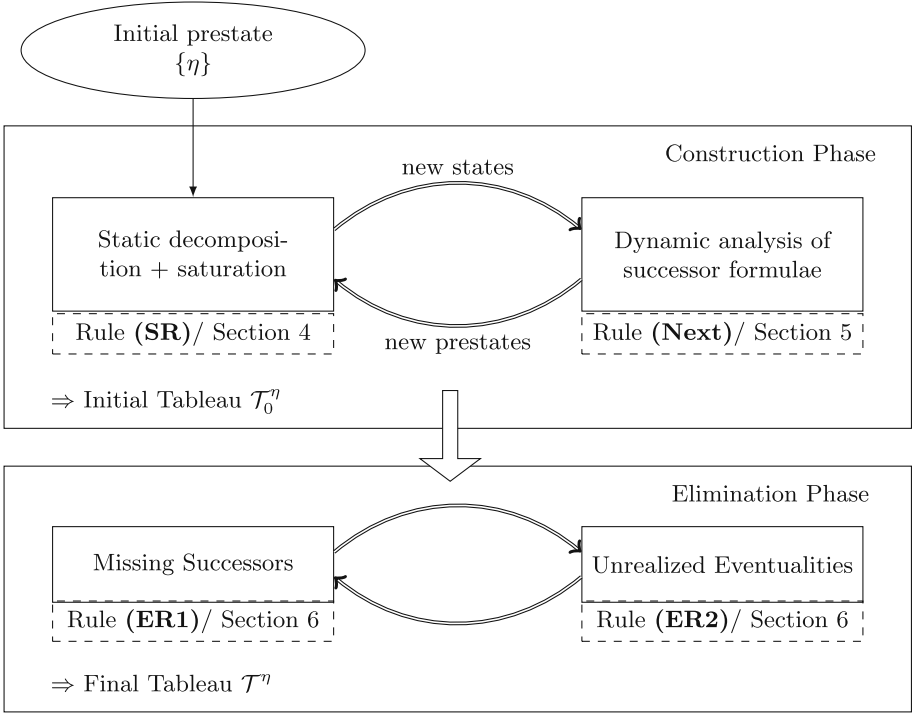 Initial prestate
{η}
Construction Phase
new states
Static decomposi-
tion + saturation
Dynamic analysis of
successor formulae
Rule (SR)/ Section 4
new prestates
Rule (Next)/ Section 5
⇒ Initial Tableau 𝒯₀^η
Elimination Phase
Missing Successors
Unrealized Eventualities
Rule (ER1)/ Section 6
Rule (ER2)/ Section 6
⇒ Final Tableau 𝒯^η